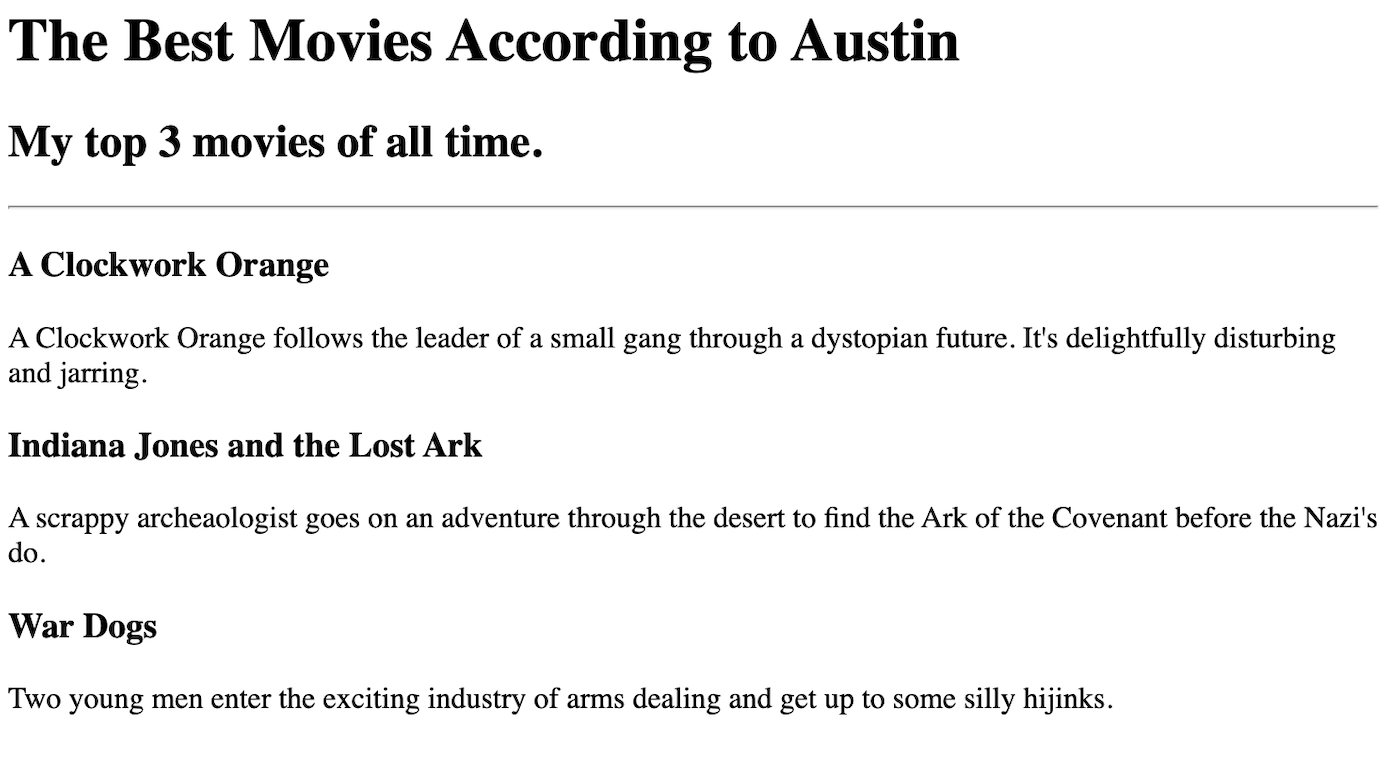 The Best Movies According to Austin
My top 3 movies of all time.
A Clockwork Orange
A Clockwork Orange follows the leader of a small gang through a dystopian future. It's delightfully disturbing
and jarring.
Indiana Jones and the Lost Ark
A scrappy archeaologist goes on an adventure through the desert to find the Ark of the Covenant before the Nazi's
do.
War Dogs
Two young men enter the exciting industry of arms dealing and get up to some silly hijinks.